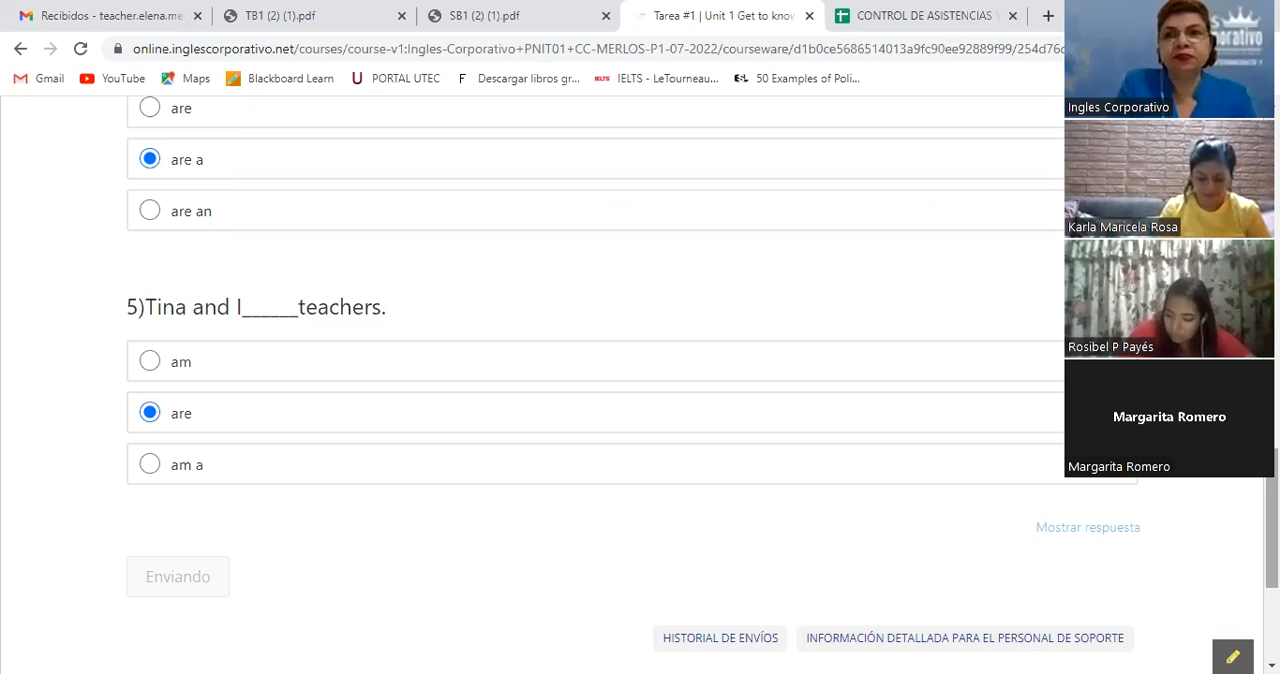 Recibidos - teacher.elena.me
TB1 (2) (1).pdf
SB1 (2) (1).pdf
Tarea #1 | Unit 1 Get to know
CONTROL DE ASISTENCIAS Y
online.inglescorporativo.net/courses/course-v1:Ingles-Corporativo+PNIT01+CC-MERLOS-P1-07-2022/courseware/d1b0ce5686514013a9fc90ee92889f99/254d76c
Gmail
YouTube
Maps
Blackboard Learn
PORTAL UTEC
Descargar libros gr...
IELTS - LeTourneau...
50 Examples of Poli...
are
are a
are an
5)Tina and I______teachers.
am
are
am a
Mostrar respuesta
Enviando
HISTORIAL DE ENVÍOS
INFORMACIÓN DETALLADA PARA EL PERSONAL DE SOPORTE
Ingles Corporativo
Karla Maricela Rosa
Rosibel P Payés
Margarita Romero
Margarita Romero